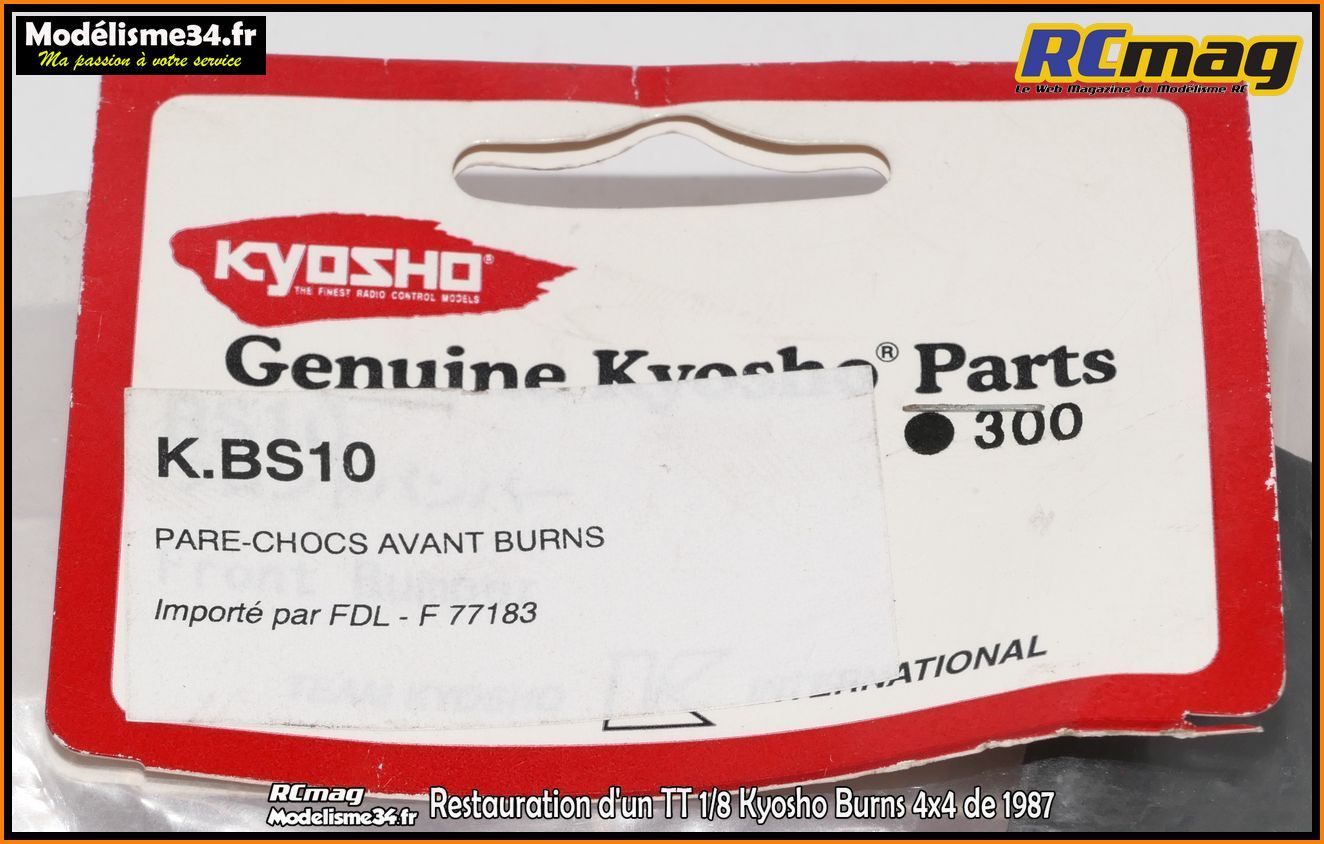 Modélisme34.fr
Ma passion à votre service
RCmag
Le Web Magazine du Modélisme RC
KYOSHO®
THE FINEST RADIO CONTROL MODELS
Genuine Kyosho® Parts
300
K.BS10
PARE-CHOCS AVANT BURNS
Importé par FDL - F 77183
TEAM KYOSHO INTERNATIONAL
RCmag
Modelisme34.fr
Restauration d'un TT 1/8 Kyosho Burns 4x4 de 1987